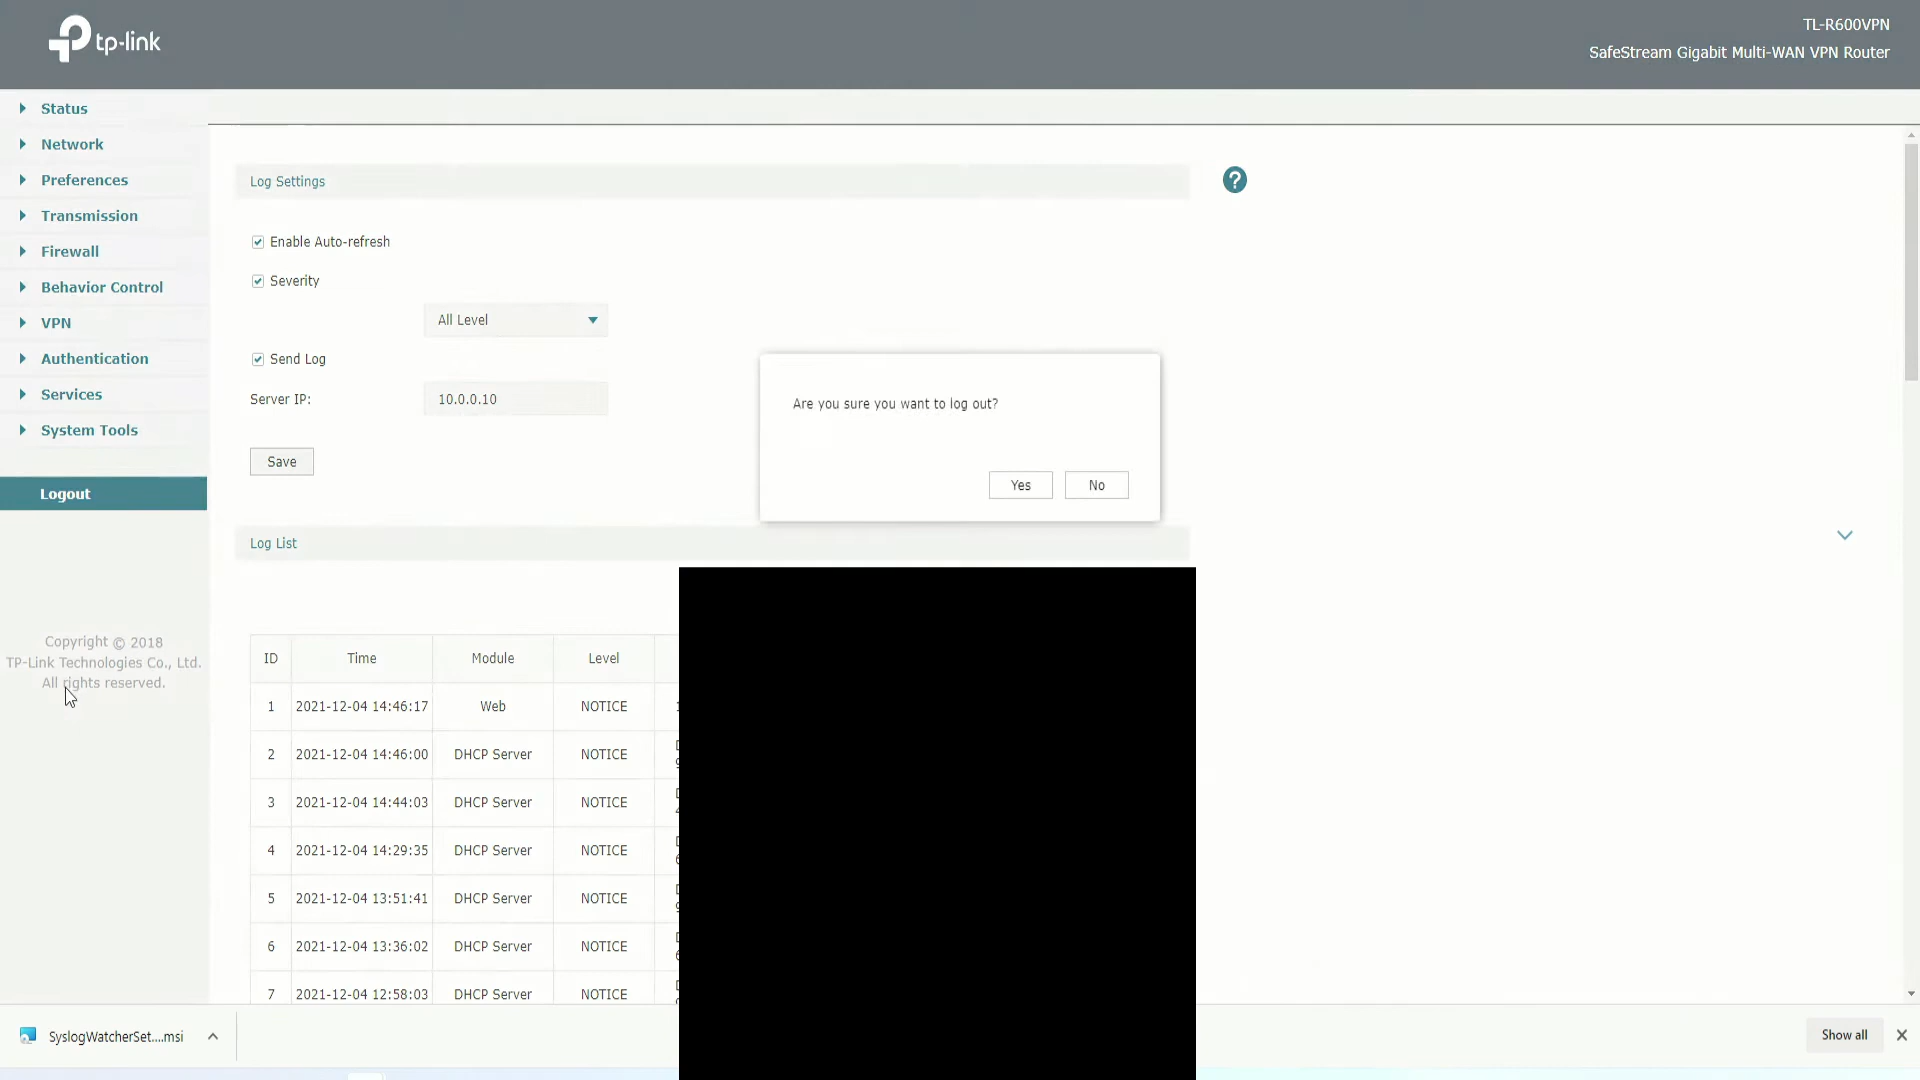 tp-link
TL-R600VPN
SafeStream Gigabit Multi-WAN VPN Router
Status
Network
Preferences
Transmission
Firewall
Behavior Control
VPN
Authentication
Services
System Tools
Logout
Copyright © 2018
TP-Link Technologies Co., Ltd.
All rights reserved.
Log Settings
?
Enable Auto-refresh
Severity
All Level
Send Log
Server IP:
10.0.0.10
Save
Are you sure you want to log out?
Yes No
Log List
ID Time Module Level
1 2021-12-04 14:46:17 Web NOTICE
2 2021-12-04 14:46:00 DHCP Server NOTICE
3 2021-12-04 14:44:03 DHCP Server NOTICE
4 2021-12-04 14:29:35 DHCP Server NOTICE
5 2021-12-04 13:51:41 DHCP Server NOTICE
6 2021-12-04 13:36:02 DHCP Server NOTICE
7 2021-12-04 12:58:03 DHCP Server NOTICE
SyslogWatcherSet....msi
Show all